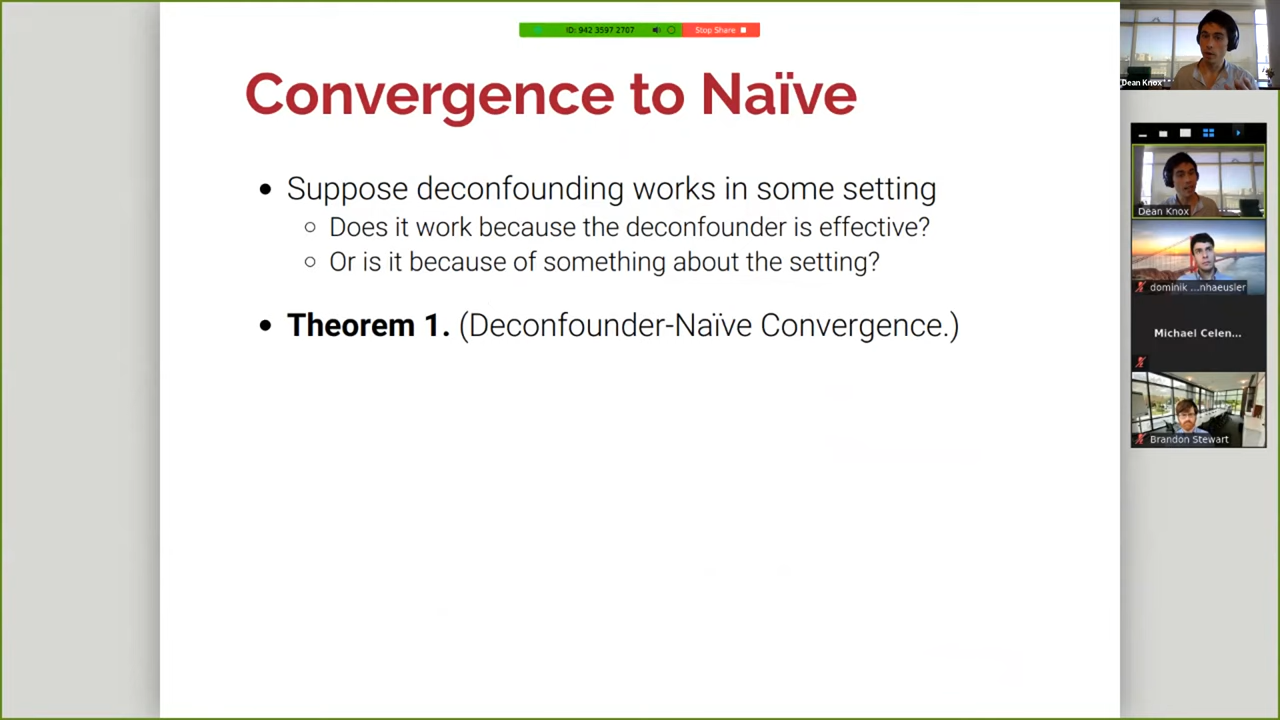 ID: 942 3597 2707
Stop Share
Convergence to Naïve
• Suppose deconfounding works in some setting
○ Does it work because the deconfounder is effective?
○ Or is it because of something about the setting?
• Theorem 1. (Deconfounder-Naïve Convergence.)
Dean Knox
Dean Knox
dominik ...nhaeusler
Michael Celen...
Brandon Stewart